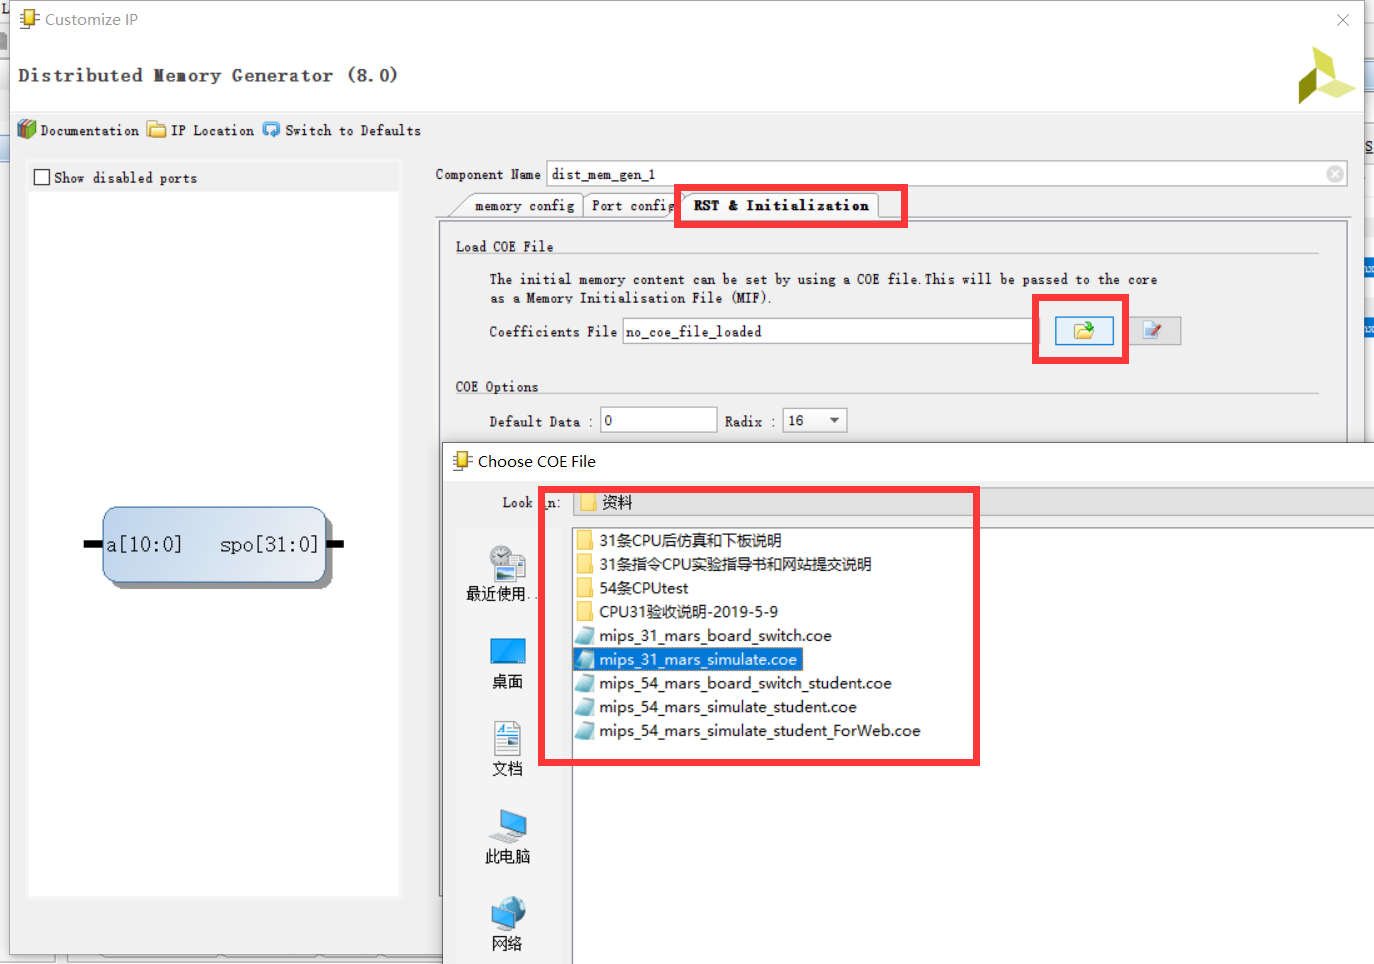 Customize IP
Distributed Memory Generator (8.0)
Documentation IP Location Switch to Defaults
Show disabled ports
Component Name dist_mem_gen_1
memory config Port config RST & Initialization
Load COE File
The initial memory content can be set by using a COE file.This will be passed to the core
as a Memory Initialisation File (MIF).
Coefficients File no_coe_file_loaded
COE Options
Default Data : 0 Radix : 16
a[10:0] spo[31:0]
Choose COE File
Look in: 资料
31条CPU后仿真和下板说明
31条指令CPU实验指导书和网站提交说明
54条CPUtest
CPU31验收说明-2019-5-9
mips_31_mars_board_switch.coe
mips_31_mars_simulate.coe
mips_54_mars_board_switch_student.coe
mips_54_mars_simulate_student.coe
mips_54_mars_simulate_student_ForWeb.coe
最近使用...
桌面
文档
此电脑
网络